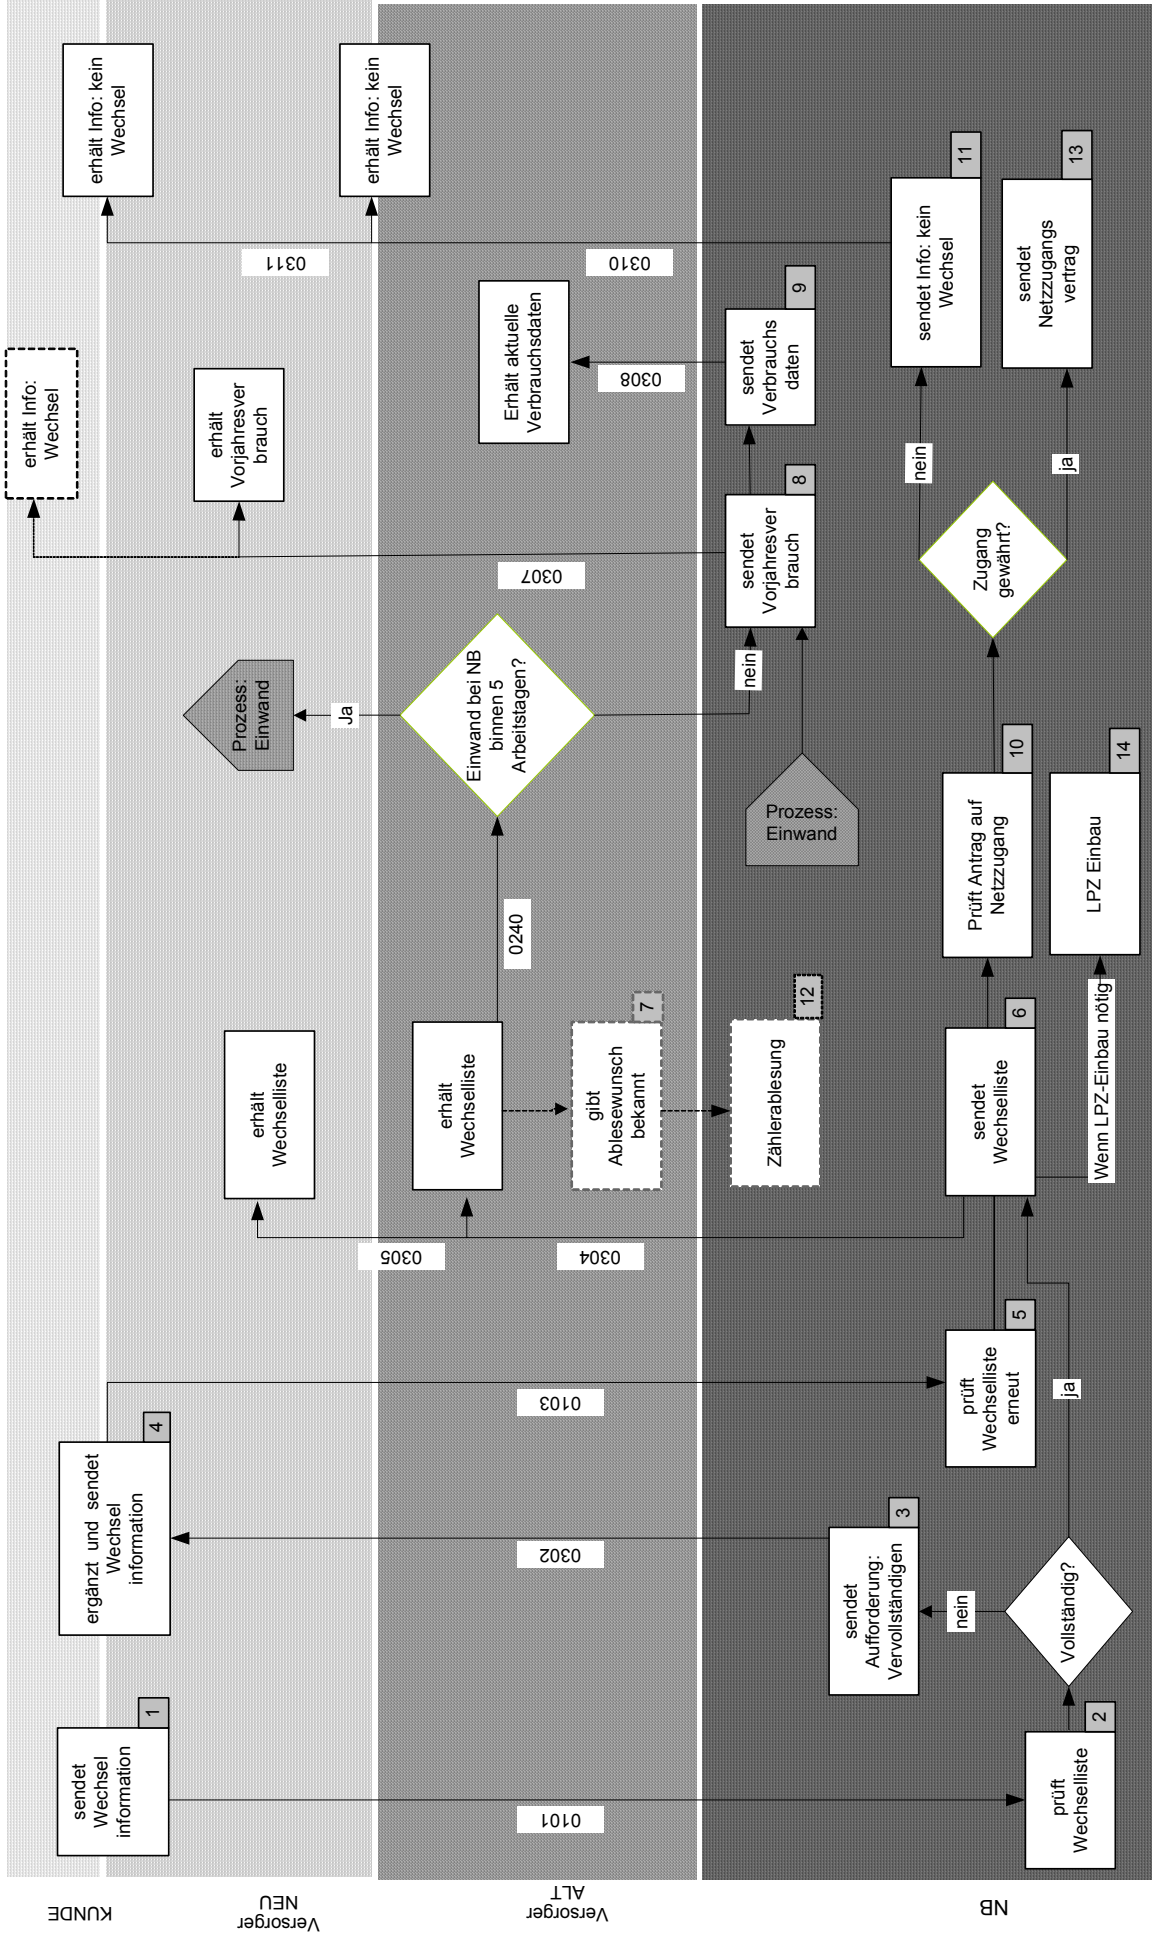 KUNDE
Versorger
NEU
Versorger
ALT
NB
sendet
Wechsel
information
1
0101
prüft
Wechselliste
2
Vollständig?
nein
ja
sendet
Aufforderung:
Vervollständigen
3
0302
ergänzt und sendet
Wechsel
information
4
0103
prüft
Wechselliste
erneut
5
sendet
Wechselliste
6
0304
0305
erhält
Wechselliste
erhält
Wechselliste
gibt
Ablesewunsch
bekannt
7
Zählerablesung
12
Wenn LPZ-Einbau nötig
LPZ Einbau
14
Prüft Antrag auf
Netzzugang
10
0240
Einwand bei NB
binnen 5
Arbeitstagen?
Ja
Prozess:
Einwand
nein
Prozess:
Einwand
sendet
Vorjahresver
brauch
8
0307
erhält Info:
Wechsel
erhält
Vorjahresver
brauch
sendet
Verbrauchs
daten
9
0308
Erhält aktuelle
Verbrauchsdaten
Zugang
gewährt?
nein
ja
sendet Info: kein
Wechsel
11
sendet
Netzzugangs
vertrag
13
0310
0311
erhält Info: kein
Wechsel
erhält Info: kein
Wechsel